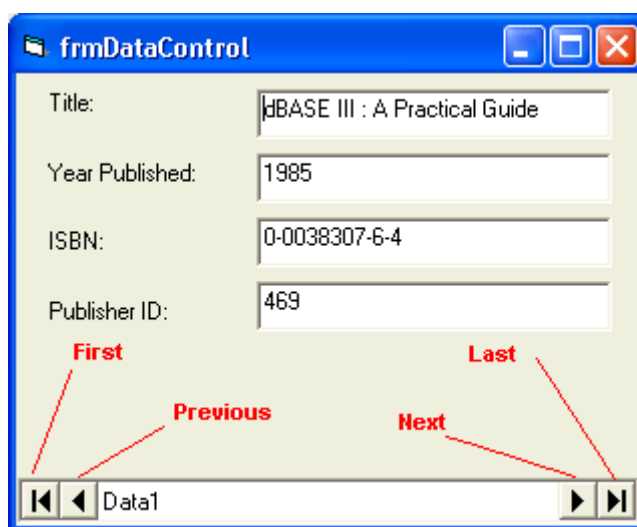 frmDataControl
Title: dBASE III : A Practical Guide
Year Published: 1985
ISBN: 0-0038307-6-4
Publisher ID: 469
First Last
Previous Next
Data1